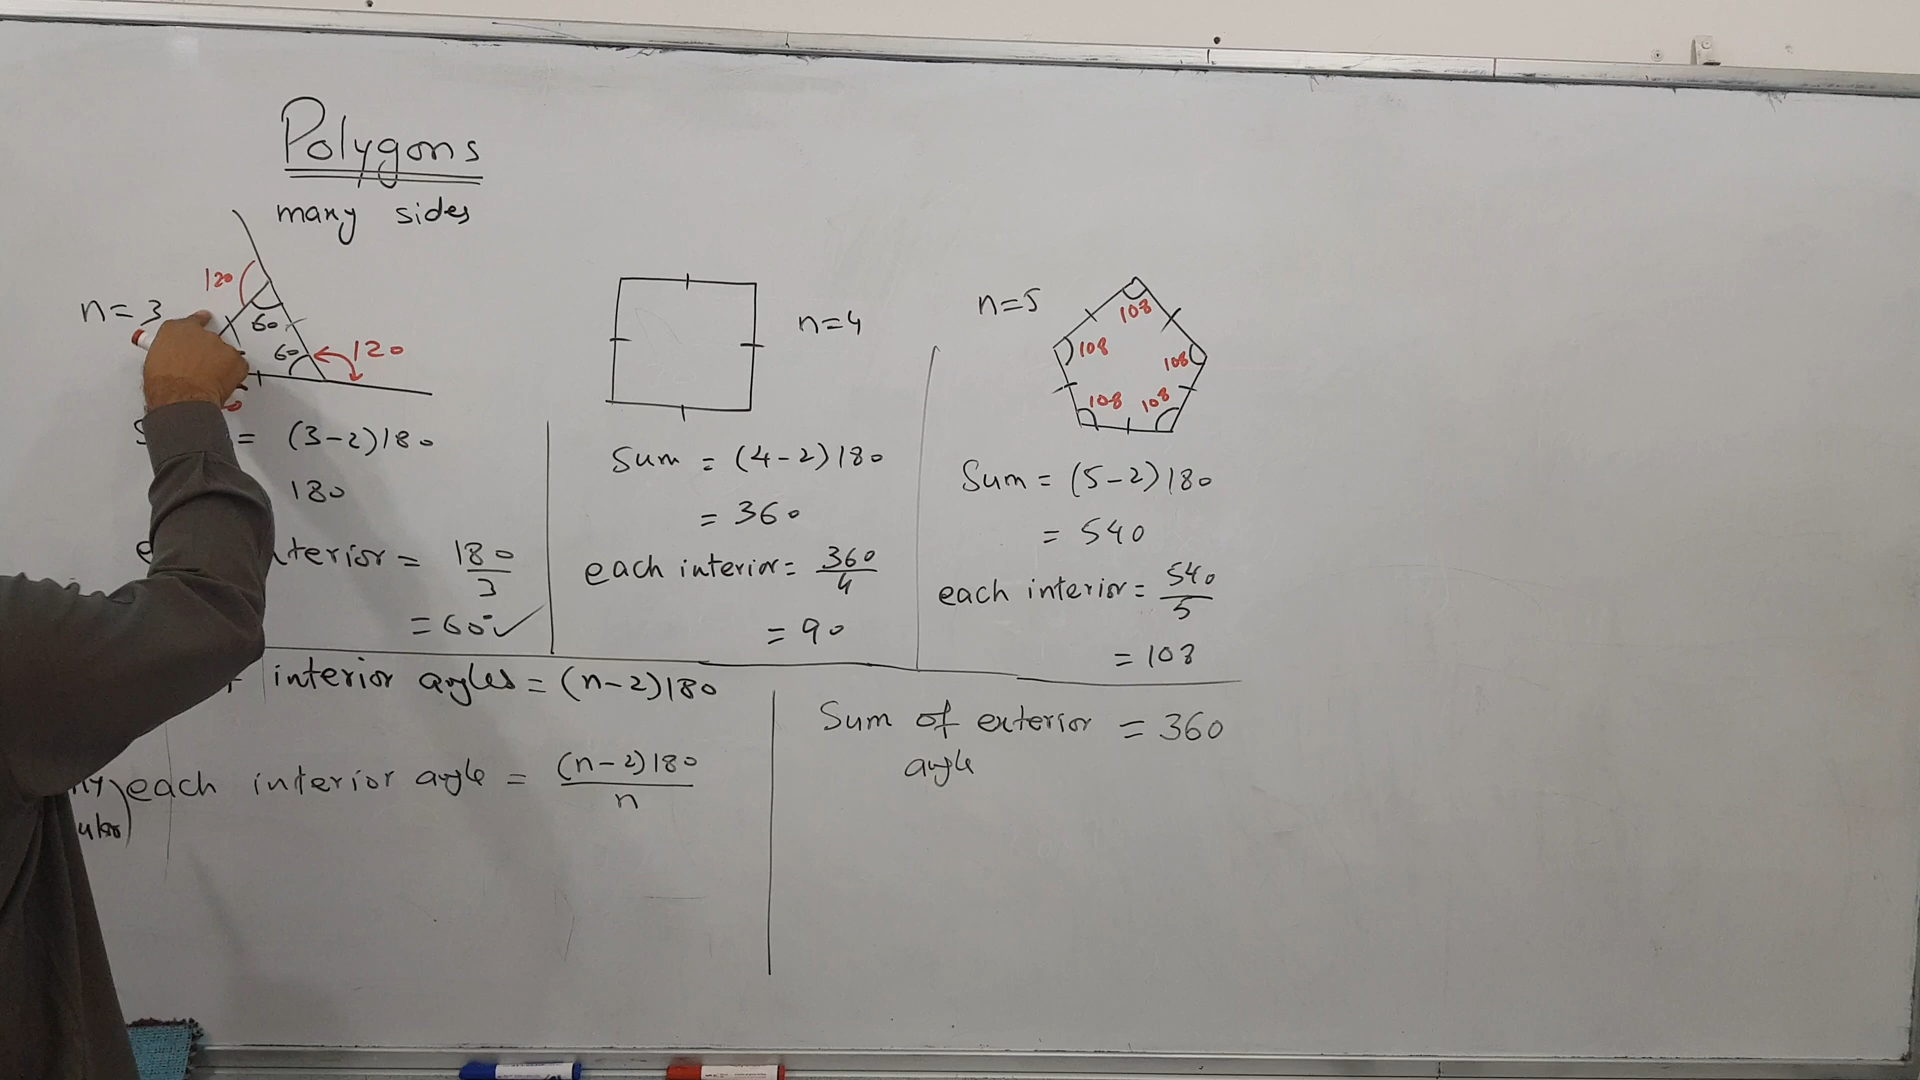 Polygons
many sides
n=3
120
60
60
120
= (3-2)180
180
= 180/3
= 60° ✓
n=4
Sum = (4-2)180
= 360
each interior = 360/4
= 90
n=5
108
108
108
108
108
Sum = (5-2)180
= 540
each interior = 540/5
= 108
interior angles = (n-2)180
each interior angle = (n-2)180/n
Sum of exterior = 360
angle